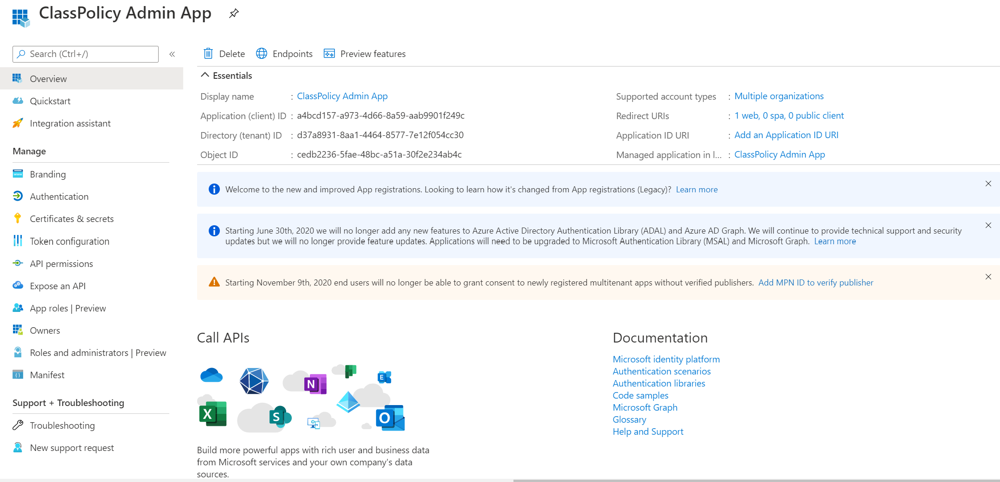 ClassPolicy Admin App
Search (Ctrl+/)
«
Overview
Quickstart
Integration assistant
Manage
Branding
Authentication
Certificates & secrets
Token configuration
API permissions
Expose an API
App roles | Preview
Owners
Roles and administrators | Preview
Manifest
Support + Troubleshooting
Troubleshooting
New support request
Delete Endpoints Preview features
Essentials
Display name : ClassPolicy Admin App
Application (client) ID : a4bcd157-a973-4d66-8a59-aab9901f249c
Directory (tenant) ID : d37a8931-8aa1-4464-8577-7e12f054cc30
Object ID : cedb2236-5fae-48bc-a51a-30f2e234ab4c
Supported account types : Multiple organizations
Redirect URIs : 1 web, 0 spa, 0 public client
Application ID URI : Add an Application ID URI
Managed application in l... : ClassPolicy Admin App
Welcome to the new and improved App registrations. Looking to learn how it's changed from App registrations (Legacy)? Learn more
Starting June 30th, 2020 we will no longer add any new features to Azure Active Directory Authentication Library (ADAL) and Azure AD Graph. We will continue to provide technical support and security
updates but we will no longer provide feature updates. Applications will need to be upgraded to Microsoft Authentication Library (MSAL) and Microsoft Graph. Learn more
Starting November 9th, 2020 end users will no longer be able to grant consent to newly registered multitenant apps without verified publishers. Add MPN ID to verify publisher
Call APIs
N
E
X
S
O
Build more powerful apps with rich user and business data
from Microsoft services and your own company's data
sources.
Documentation
Microsoft identity platform
Authentication scenarios
Authentication libraries
Code samples
Microsoft Graph
Glossary
Help and Support